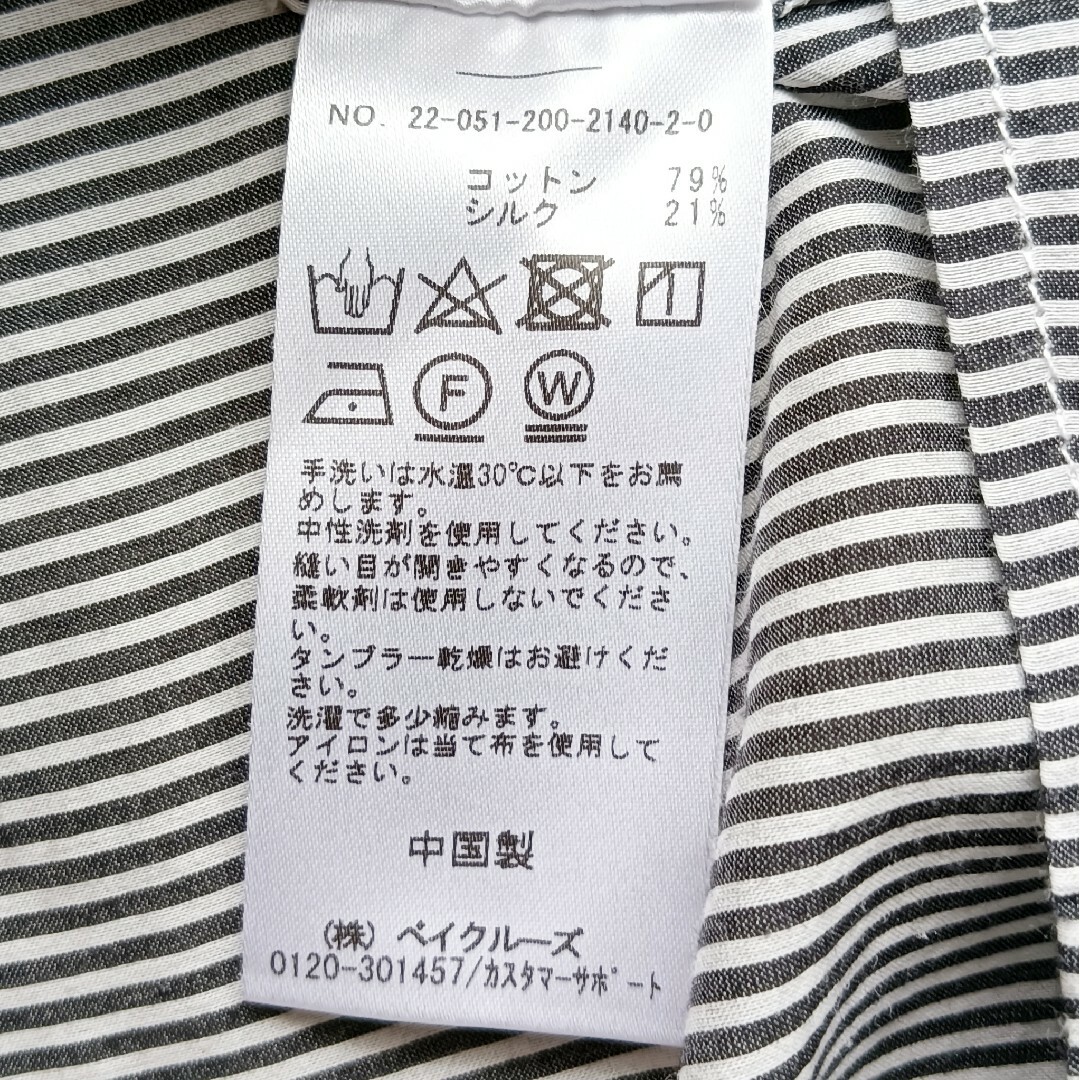 NO. 22-051-200-2140-2-0
コットン 79%
シルク 21%
F W
手洗いは水温30℃以下をお薦
めします。
中性洗剤を使用してください。
縫い目が開きやすくなるので、
柔軟剤は使用しないでくださ
い。
タンブラー乾燥はお避けくだ
さい。
洗濯で多少縮みます。
アイロンは当て布を使用して
ください。
中国製
(株) ベイクルーズ
0120-301457/カスタマーサポート